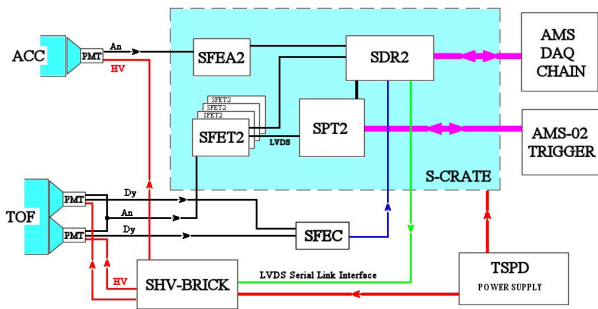 ACC
PMT
An
HV
SFEA2
SDR2
AMS
DAQ
CHAIN
SFET2
SFET2
SFET2
SFET2
LVDS
SPT2
AMS-02
TRIGGER
S-CRATE
TOF
PMT
Dy
An
Dy
PMT
SFEC
HV
SHV-BRICK
LVDS Serial Link Interface
TSPD
POWER SUPPLY